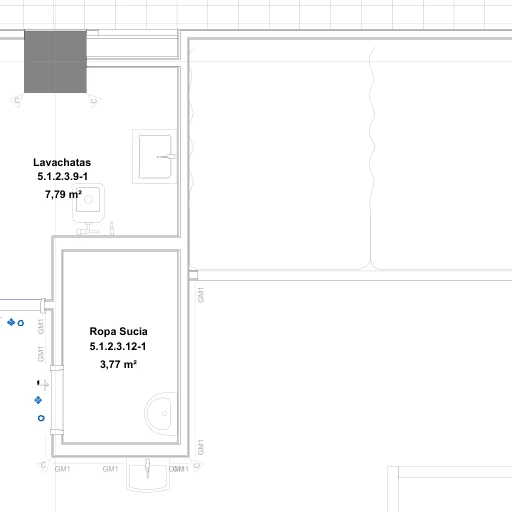 C C
Lavachatas
5.1.2.3.9-1
7,79 m²
GM1
GM1
GM1
Ropa Sucia
5.1.2.3.12-1
3,77 m²
GM1
C GM1 GM1 GM1 C